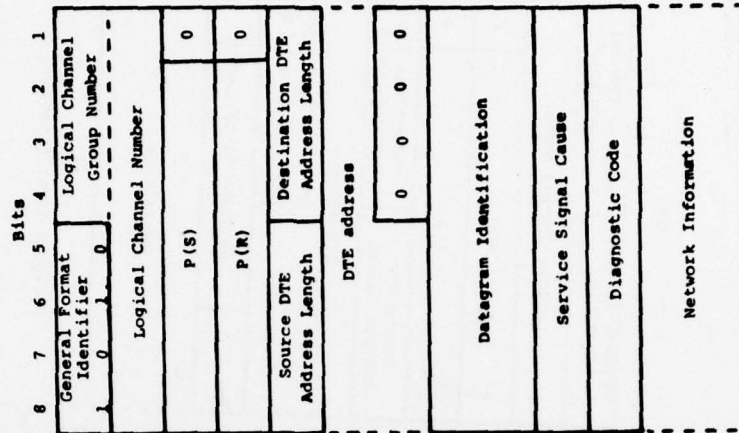 Bits
8 7 6 5 4 3 2 1
General Format Logical Channel
Identifier Group Number
1 0 1 0
Logical Channel Number
P(S) 0
P(R) 0
Source DTE Destination DTE
Address Length Address Length
DTE address
0 0 0 0
Datagram Identification
Service Signal Cause
Diagnostic Code
Network Information